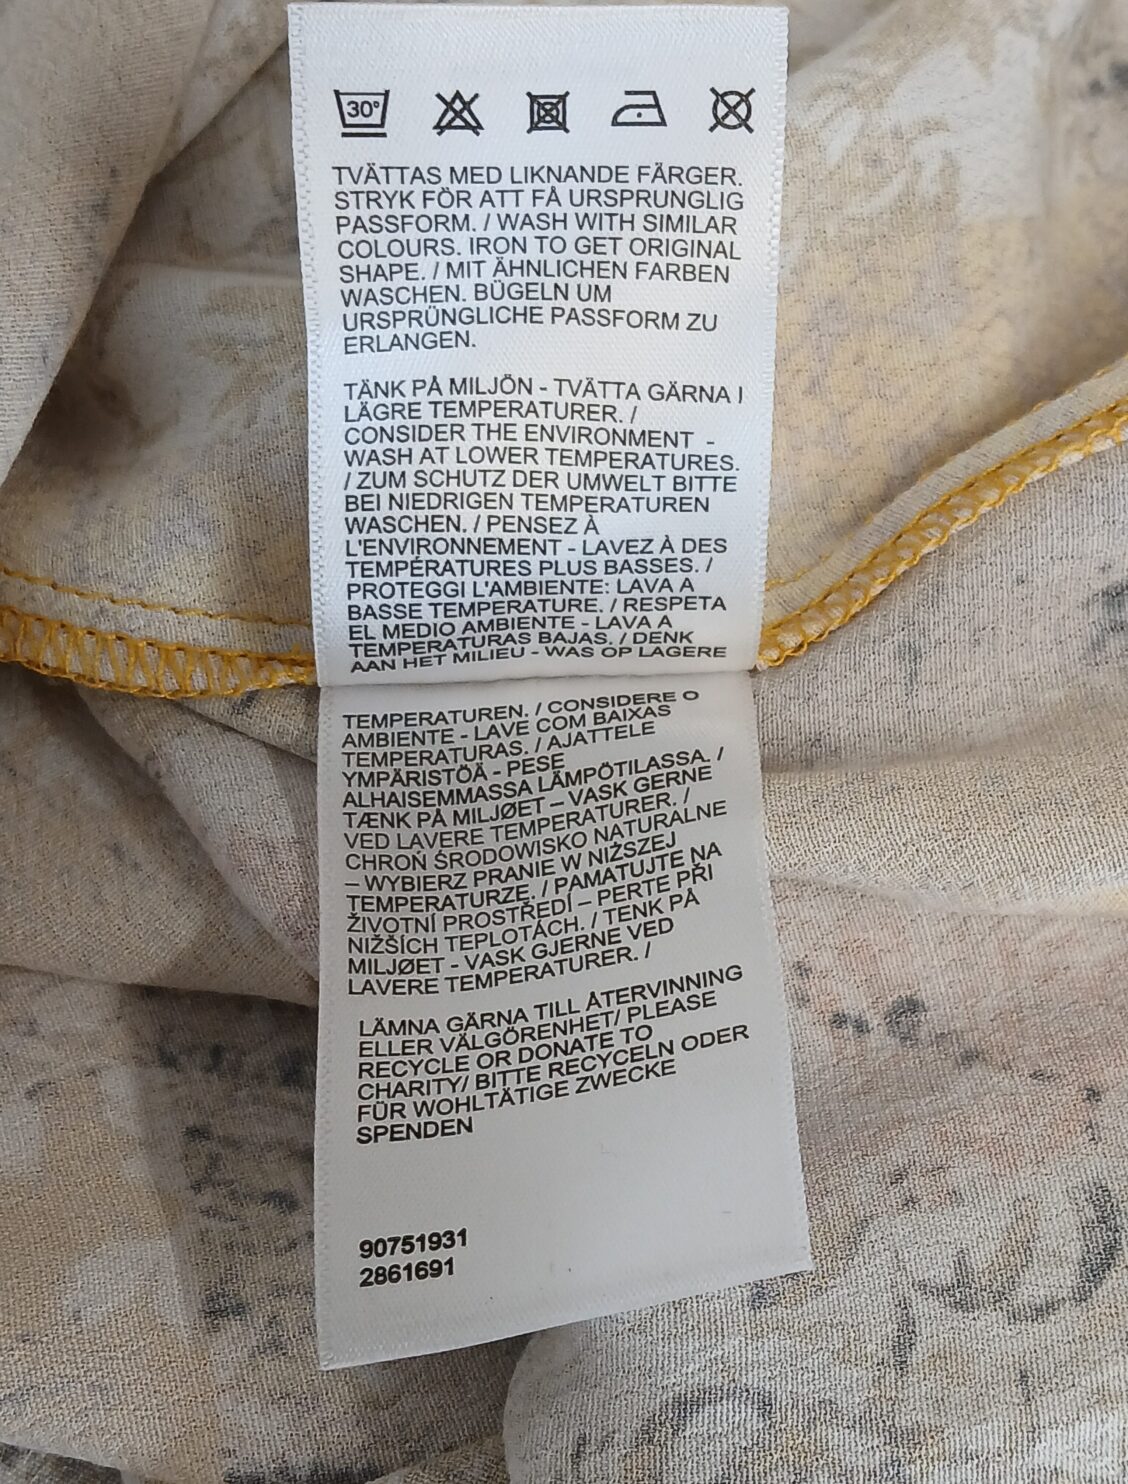 30°
TVÄTTAS MED LIKNANDE FÄRGER.
STRYK FÖR ATT FÅ URSPRUNGLIG
PASSFORM. / WASH WITH SIMILAR
COLOURS. IRON TO GET ORIGINAL
SHAPE. / MIT ÄHNLICHEN FARBEN
WASCHEN. BÜGELN UM
URSPRÜNGLICHE PASSFORM ZU
ERLANGEN.
TÄNK PÅ MILJÖN - TVÄTTA GÄRNA I
LÄGRE TEMPERATURER. /
CONSIDER THE ENVIRONMENT -
WASH AT LOWER TEMPERATURES.
/ ZUM SCHUTZ DER UMWELT BITTE
BEI NIEDRIGEN TEMPERATUREN
WASCHEN. / PENSEZ À
L'ENVIRONNEMENT - LAVEZ À DES
TEMPÉRATURES PLUS BASSES. /
PROTEGGI L'AMBIENTE: LAVA A
BASSE TEMPERATURE. / RESPETA
EL MEDIO AMBIENTE - LAVA A
TEMPERATURAS BAJAS. / DENK
AAN HET MILIEU - WAS OP LAGERE
TEMPERATUREN. / CONSIDERE O
AMBIENTE - LAVE COM BAIXAS
TEMPERATURAS. / AJATTELE
YMPÄRISTÖÄ - PESE
ALHAISEMMASSA LÄMPÖTILASSA. /
TÆNK PÅ MILJØET – VASK GERNE
VED LAVERE TEMPERATURER. /
CHROŃ ŚRODOWISKO NATURALNE
– WYBIERZ PRANIE W NIŻSZEJ
TEMPERATURZE. / PAMATUJTE NA
ŽIVOTNÍ PROSTŘEDÍ – PERTE PŘI
NIŽŠÍCH TEPLOTÁCH. / TENK PÅ
MILJØET - VASK GJERNE VED
LAVERE TEMPERATURER. /
LÄMNA GÄRNA TILL ÅTERVINNING
ELLER VÄLGÖRENHET/ PLEASE
RECYCLE OR DONATE TO
CHARITY/ BITTE RECYCELN ODER
FÜR WOHLTÄTIGE ZWECKE
SPENDEN
90751931
2861691